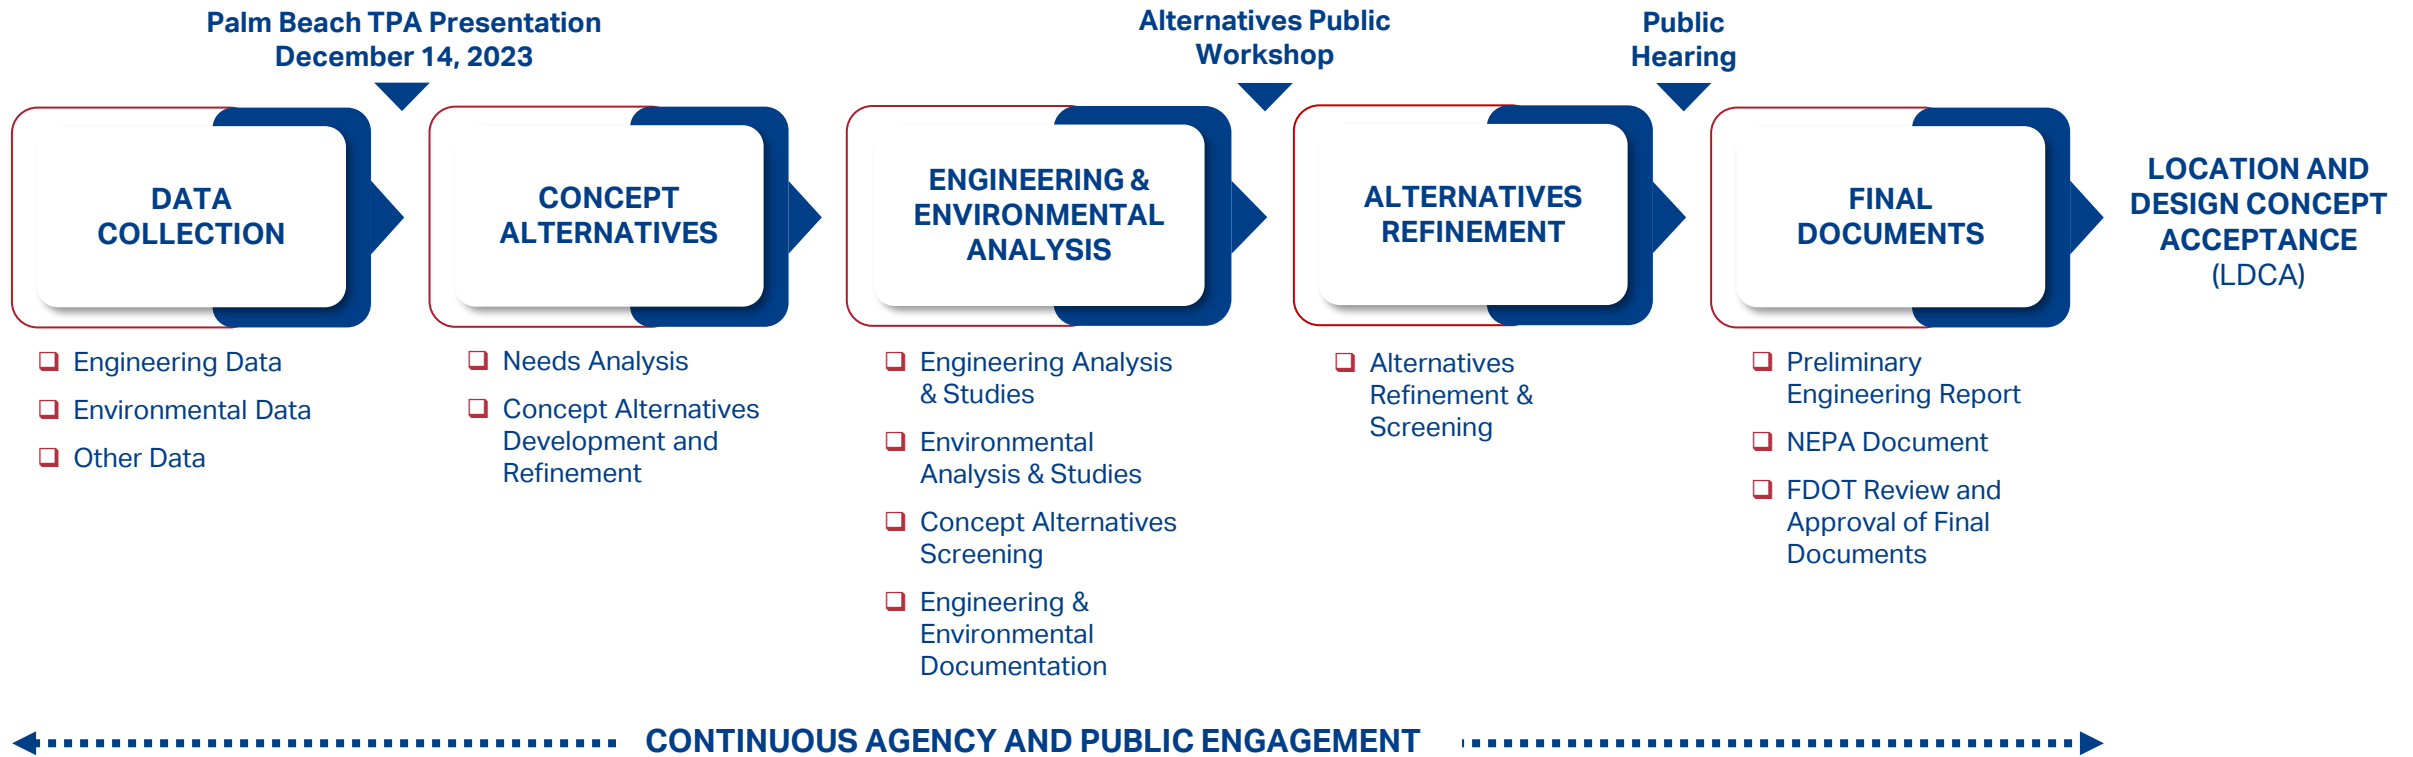 Palm Beach TPA Presentation
December 14, 2023
Alternatives Public
Workshop
Public
Hearing
DATA
COLLECTION
CONCEPT
ALTERNATIVES
ENGINEERING &
ENVIRONMENTAL
ANALYSIS
ALTERNATIVES
REFINEMENT
FINAL
DOCUMENTS
LOCATION AND
DESIGN CONCEPT
ACCEPTANCE
(LDCA)
Engineering Data
Environmental Data
Other Data
Needs Analysis
Concept Alternatives
Development and
Refinement
Engineering Analysis
& Studies
Environmental
Analysis & Studies
Concept Alternatives
Screening
Engineering &
Environmental
Documentation
Alternatives
Refinement &
Screening
Preliminary
Engineering Report
NEPA Document
FDOT Review and
Approval of Final
Documents
CONTINUOUS AGENCY AND PUBLIC ENGAGEMENT